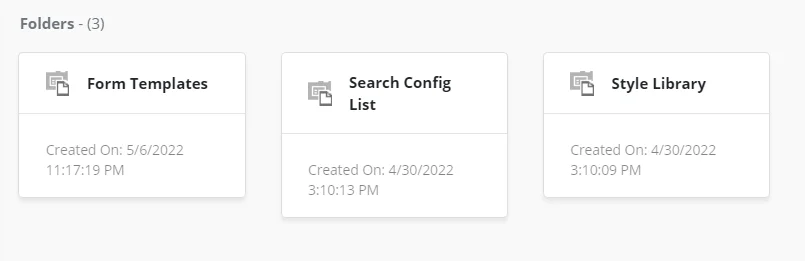 Folders - (3)
Form Templates
Created On: 5/6/2022
11:17:19 PM
Search Config
List
Created On: 4/30/2022
3:10:13 PM
Style Library
Created On: 4/30/2022
3:10:09 PM